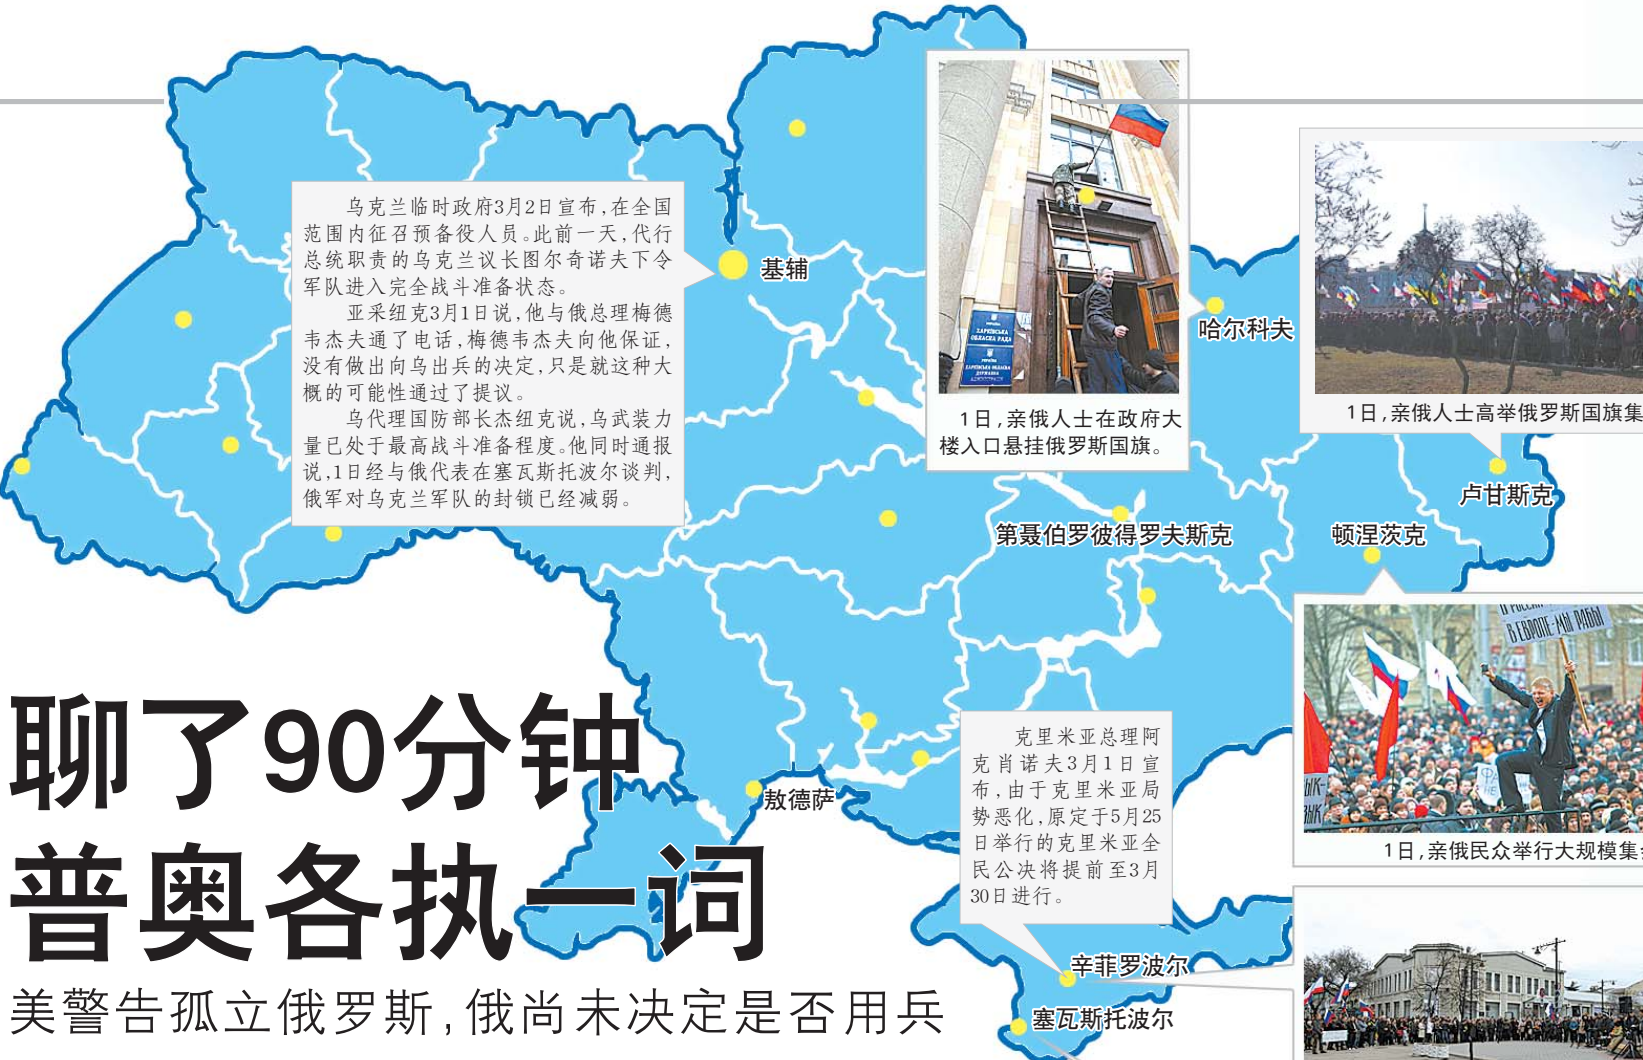 乌克兰临时政府3月2日宣布,在全国
范围内征召预备役人员。此前一天,代行
总统职责的乌克兰议长图尔奇诺夫下令
军队进入完全战斗准备状态。
亚采纽克3月1日说,他与俄总理梅德
韦杰夫通了电话,梅德韦杰夫向他保证,
没有做出向乌出兵的决定,只是就这种大
概的可能性通过了提议。
乌代理国防部长杰纽克说,乌武装力
量已处于最高战斗准备程度。他同时通报
说,1日经与俄代表在塞瓦斯托波尔谈判,
俄军对乌克兰军队的封锁已经减弱。
基辅
УКРАЇНА
ХАРКІВСЬКА
ОБЛАСНА РАДА
УКРАЇНА
ХАРКІВСЬКА ОБЛАСНА
ДЕРЖАВНА
АДМІНІСТРАЦІЯ
1日,亲俄人士在政府大
楼入口悬挂俄罗斯国旗。
哈尔科夫
1日,亲俄人士高举俄罗斯国旗集
卢甘斯克
第聂伯罗彼得罗夫斯克
顿涅茨克
В ЕВРОПЕ-МЫ РАБЫ
1日,亲俄民众举行大规模集会
敖德萨
克里米亚总理阿
克肖诺夫3月1日宣
布,由于克里米亚局
势恶化,原定于5月25
日举行的克里米亚全
民公决将提前至3月
30日进行。
辛菲罗波尔
塞瓦斯托波尔
聊了90分钟
普奥各执一词
美警告孤立俄罗斯,俄尚未决定是否用兵